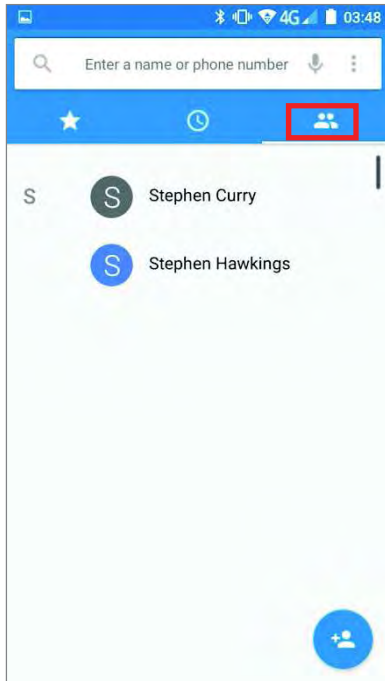 4G 03:48
Enter a name or phone number
S
S Stephen Curry
S Stephen Hawkings